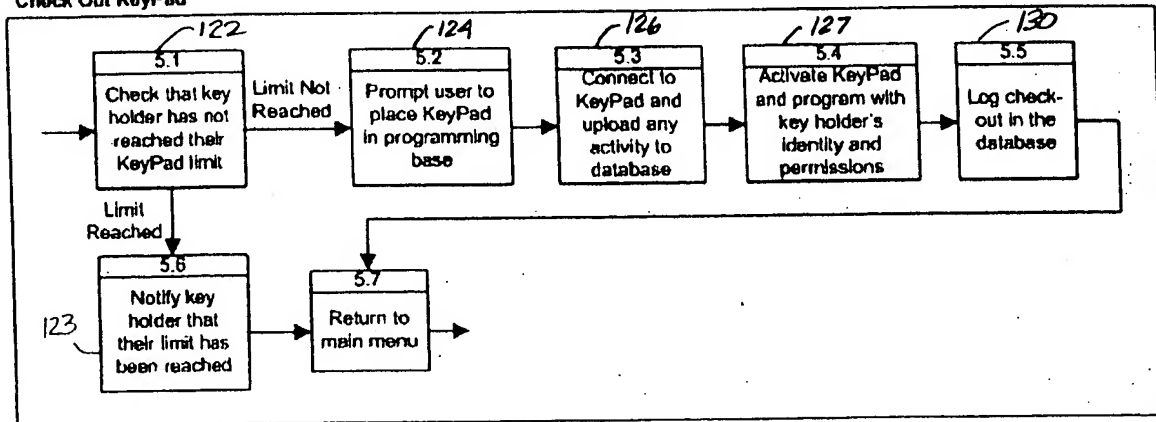 Check Out KeyPad
122
5.1
Check that key
holder has not
reached their
KeyPad limit
Limit Not
Reached
124
5.2
Prompt user to
place KeyPad
in programming
base
126
5.3
Connect to
KeyPad and
upload any
activity to
database
127
5.4
Activate KeyPad
and program with
key holder's
identity and
permissions
130
5.5
Log check-
out in the
database
Limit
Reached
123
5.6
Notify key
holder that
their limit has
been reached
5.7
Return to
main menu